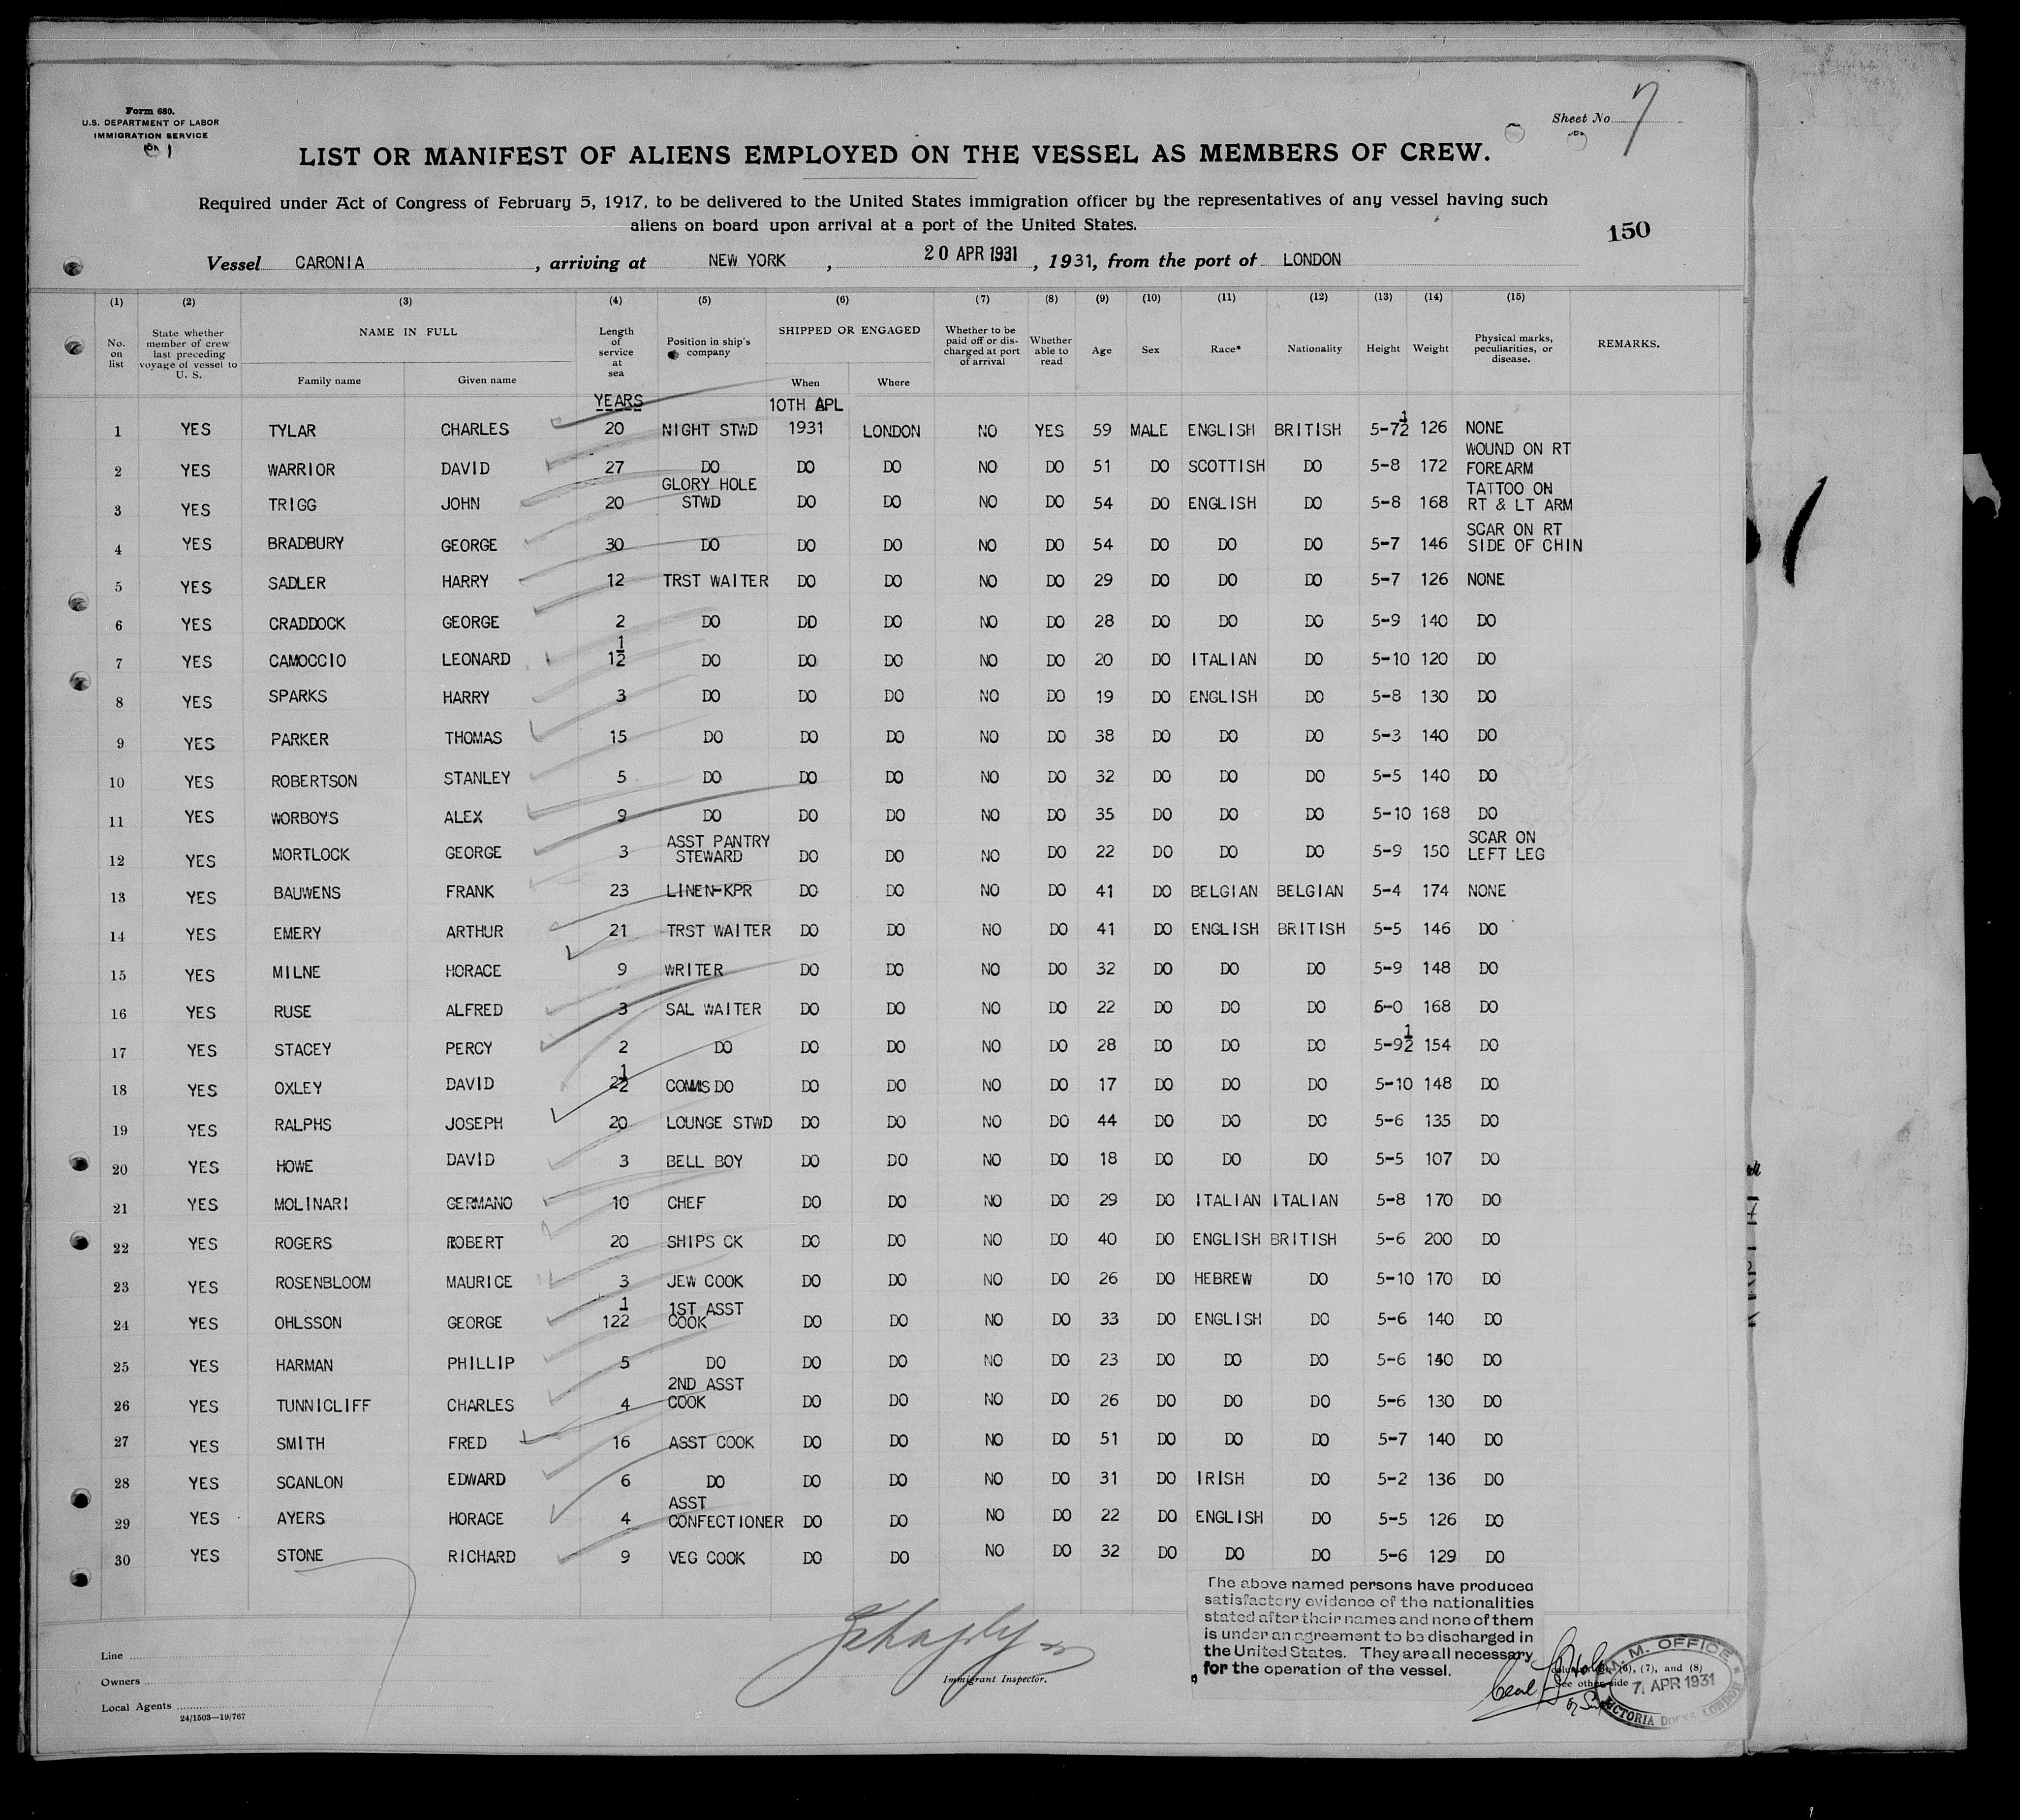 Form 680.
U.S. DEPARTMENT OF LABOR
IMMIGRATION SERVICE
Sheet No. 7
LIST OR MANIFEST OF ALIENS EMPLOYED ON THE VESSEL AS MEMBERS OF CREW.
Required under Act of Congress of February 5, 1917, to be delivered to the United States immigration officer by the representatives of any vessel having such
aliens on board upon arrival at a port of the United States.
150
Vessel CARONIA, arriving at NEW YORK, 20 APR 1931, 1931, from the port of LONDON
(1) (2) (3) (4) (5) (6) (7) (8) (9) (10) (11) (12) (13) (14) (15)
No. on list State whether member of crew last preceding voyage of vessel to U. S. NAME IN FULL Family name Given name Length of service at sea Position in ship's company SHIPPED OR ENGAGED When Where Whether to be paid off or discharged at port of arrival Whether able to read Age Sex Race* Nationality Height Weight Physical marks, peculiarities, or disease. REMARKS.
YEARS 10TH APL
1 YES TYLAR CHARLES 20 NIGHT STWD 1931 LONDON NO YES 59 MALE ENGLISH BRITISH 5-7 1/2 126 NONE
2 YES WARRIOR DAVID 27 DO DO DO NO DO 51 DO SCOTTISH DO 5-8 172 WOUND ON RT FOREARM
3 YES TRIGG JOHN 20 GLORY HOLE STWD DO DO NO DO 54 DO ENGLISH DO 5-8 168 TATTOO ON RT & LT ARM
4 YES BRADBURY GEORGE 30 DO DO DO NO DO 54 DO DO DO 5-7 146 SCAR ON RT SIDE OF CHIN
5 YES SADLER HARRY 12 TRST WAITER DO DO NO DO 29 DO DO DO 5-7 126 NONE
6 YES CRADDOCK GEORGE 2 DO DD DO NO DO 28 DO DO DO 5-9 140 DO
7 YES CAMOCCIO LEONARD 1 1/2 DO DO DO NO DO 20 DO ITALIAN DO 5-10 120 DO
8 YES SPARKS HARRY 3 DO DO DO NO DO 19 DO ENGLISH DO 5-8 130 DO
9 YES PARKER THOMAS 15 DO DO DO NO DO 38 DO DO DO 5-3 140 DO
10 YES ROBERTSON STANLEY 5 DO DO DO NO DO 32 DO DO DO 5-5 140 DO
11 YES WORBOYS ALEX 9 DO DO DO NO DO 35 DO DO DO 5-10 168 DO
12 YES MORTLOCK GEORGE 3 ASST PANTRY STEWARD DO DO NO DO 22 DO DO DO 5-9 150 SCAR ON LEFT LEG
13 YES BAUWENS FRANK 23 LINEN-KPR DO DO NO DO 41 DO BELGIAN BELGIAN 5-4 174 NONE
14 YES EMERY ARTHUR 21 TRST WAITER DO DO NO DO 41 DO ENGLISH BRITISH 5-5 146 DO
15 YES MILNE HORACE 9 WRITER DO DO NO DO 32 DO DO DO 5-9 148 DO
16 YES RUSE ALFRED 3 SAL WAITER DO DO NO DO 22 DO DO DO 6-0 168 DO
17 YES STACEY PERCY 2 DO DO DO NO DO 28 DO DO DO 5-9 1/2 154 DO
18 YES OXLEY DAVID 2 1/2 COMMS DO DO DO NO DO 17 DO DO DO 5-10 148 DO
19 YES RALPHS JOSEPH 20 LOUNGE STWD DO DO NO DO 44 DO DO DO 5-6 135 DO
20 YES HOWE DAVID 3 BELL BOY DO DO NO DO 18 DO DO DO 5-5 107 DO
21 YES MOLINARI GERMANO 10 CHEF DO DO NO DO 29 DO ITALIAN ITALIAN 5-8 170 DO
22 YES ROGERS ROBERT 20 SHIPS CK DO DO NO DO 40 DO ENGLISH BRITISH 5-6 200 DO
23 YES ROSENBLOOM MAURICE 3 JEW COOK DO DO NO DO 26 DO HEBREW DO 5-10 170 DO
24 YES OHLSSON GEORGE 12 1/2 1ST ASST COOK DO DO NO DO 33 DO ENGLISH DO 5-6 140 DO
25 YES HARMAN PHILLIP 5 DO DO DO NO DO 23 DO DO DO 5-6 DO
26 YES TUNNICLIFF CHARLES 4 2ND ASST COOK DO DO NO DO 26 DO DO DO 5-6 130 DO
27 YES SMITH FRED 16 ASST COOK DO DO NO DO 51 DO DO DO 5-7 140 DO
28 YES SCANLON EDWARD 6 DO DO DO NO DO 31 DO IRISH DO 5-2 136 DO
29 YES AYERS HORACE 4 ASST CONFECTIONER DO DO NO DO 22 DO ENGLISH DO 5-5 126 DO
30 YES STONE RICHARD 9 VEG COOK DO DO NO DO 32 DO DO DO 5-6 129 DO
The above named persons have produced
satisfactory evidence of the nationalities
stated after their names and none of them
is under an agreement to be discharged in
the United States. They are all necessary
for the operation of the vessel.
Line
Owners
Local Agents
24/1503—19/767
Immigrant Inspector.
(6), (7), and (8)
see other side
M. M. OFFICE
7 APR 1931
VICTORIA DOCKS, LONDON